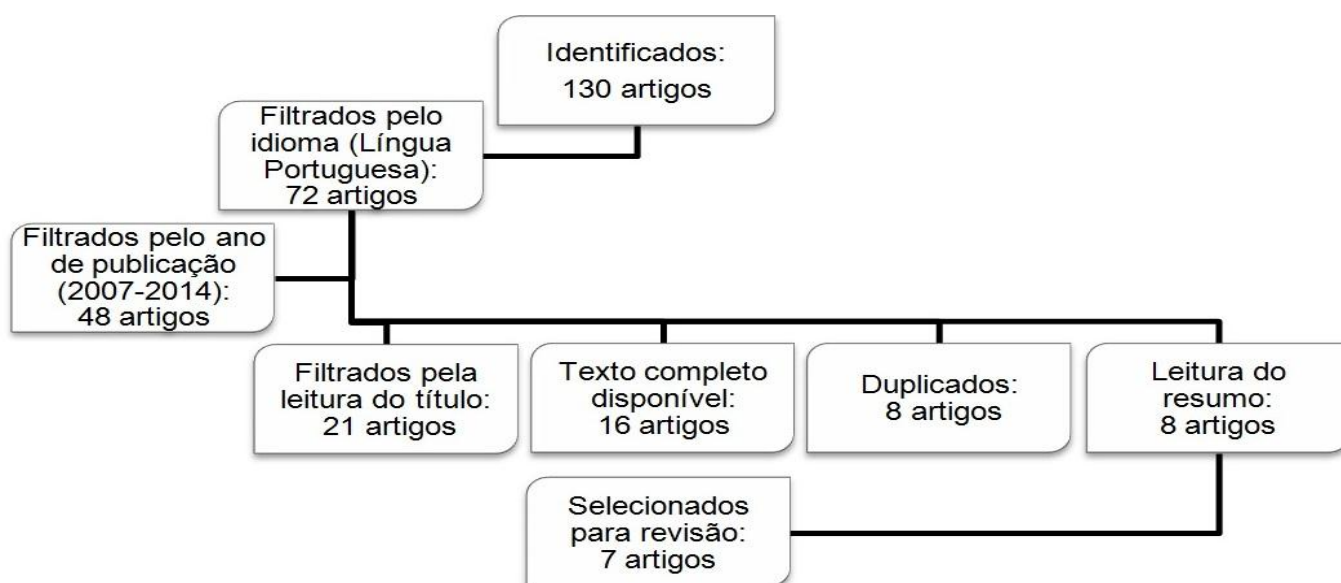 Identificados:
130 artigos
Filtrados pelo
idioma (Língua
Portuguesa):
72 artigos
Filtrados pelo ano
de publicação
(2007-2014):
48 artigos
Filtrados pela
leitura do título:
21 artigos
Texto completo
disponível:
16 artigos
Duplicados:
8 artigos
Leitura do
resumo:
8 artigos
Selecionados
para revisão:
7 artigos